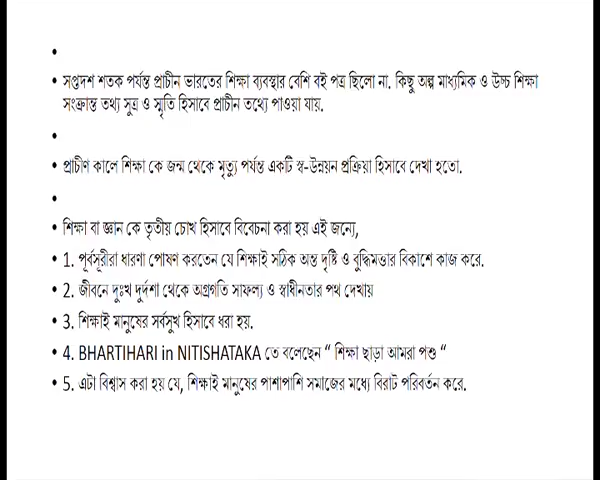 সপ্তদশ শতক পর্যন্ত প্রাচীন ভারতের শিক্ষা ব্যবস্থার বেশি বই পত্র ছিলো না. কিছু অল্প মাধ্যমিক ও উচ্চ শিক্ষা
সংক্রান্ত তথ্য সুত্র ও স্মৃতি হিসাবে প্রাচীন তথ্যে পাওয়া যায়.
প্রাচীণ কালে শিক্ষা কে জন্ম থেকে মৃত্যু পর্যন্ত একটি স্ব-উন্নয়ন প্রক্রিয়া হিসাবে দেখা হতো.
শিক্ষা বা জ্ঞান কে তৃতীয় চোখ হিসাবে বিবেচনা করা হয় এই জন্যে,
1. পূর্বসূরীরা ধারণা পোষণ করতেন যে শিক্ষাই সঠিক অন্ত দৃষ্টি ও বুদ্ধিমত্তার বিকাশে কাজ করে.
2. জীবনে দুঃখ দুর্দশা থেকে অগ্রগতি সাফল্য ও স্বাধীনতার পথ দেখায়
3. শিক্ষাই মানুষের সর্বসুখ হিসাবে ধরা হয়.
4. BHARTIHARI in NITISHATAKA তে বলেছেন “ শিক্ষা ছাড়া আমরা পশু “
5. এটা বিশ্বাস করা হয় যে, শিক্ষাই মানুষের পাশাপাশি সমাজের মধ্যে বিরাট পরিবর্তন করে.